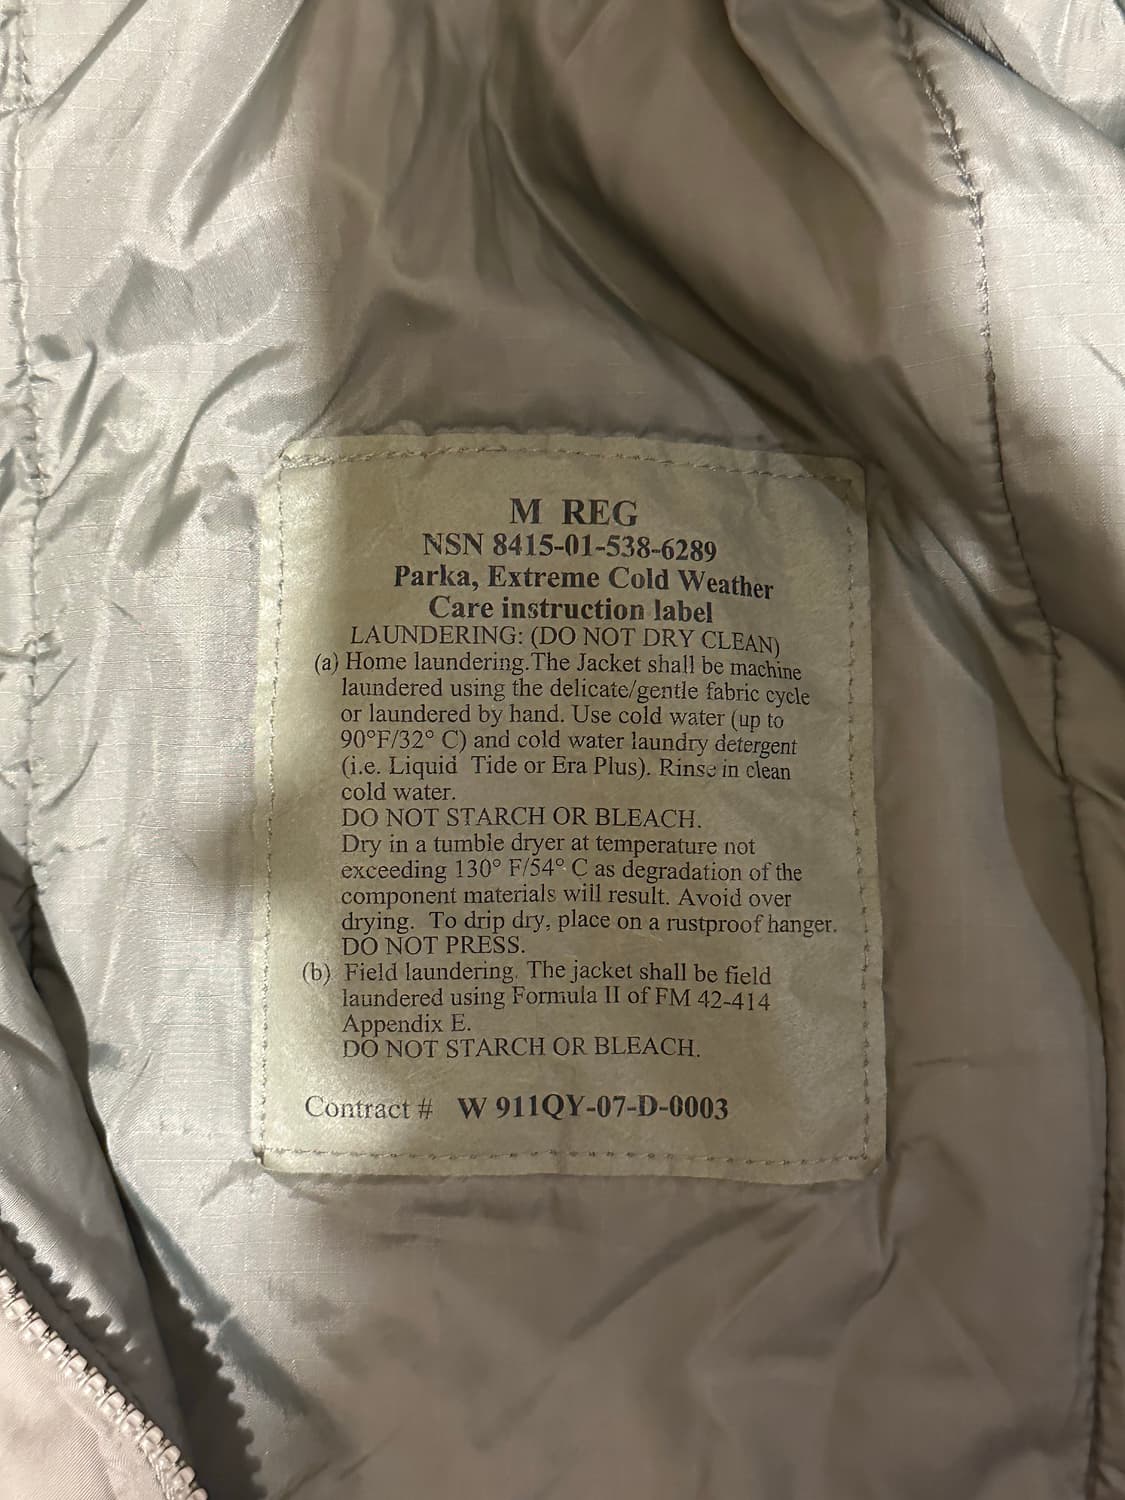 M REG
NSN 8415-01-538-6289
Parka, Extreme Cold Weather
Care instruction label
LAUNDERING: (DO NOT DRY CLEAN)
(a) Home laundering.The Jacket shall be machine
laundered using the delicate/gentle fabric cycle
or laundered by hand. Use cold water (up to
90°F/32° C) and cold water laundry detergent
(i.e. Liquid Tide or Era Plus). Rinse in clean
cold water.
DO NOT STARCH OR BLEACH.
Dry in a tumble dryer at temperature not
exceeding 130° F/54° C as degradation of the
component materials will result. Avoid over
drying. To drip dry, place on a rustproof hanger.
DO NOT PRESS.
(b) Field laundering. The jacket shall be field
laundered using Formula II of FM 42-414
Appendix E.
DO NOT STARCH OR BLEACH.
Contract # W 911QY-07-D-0003